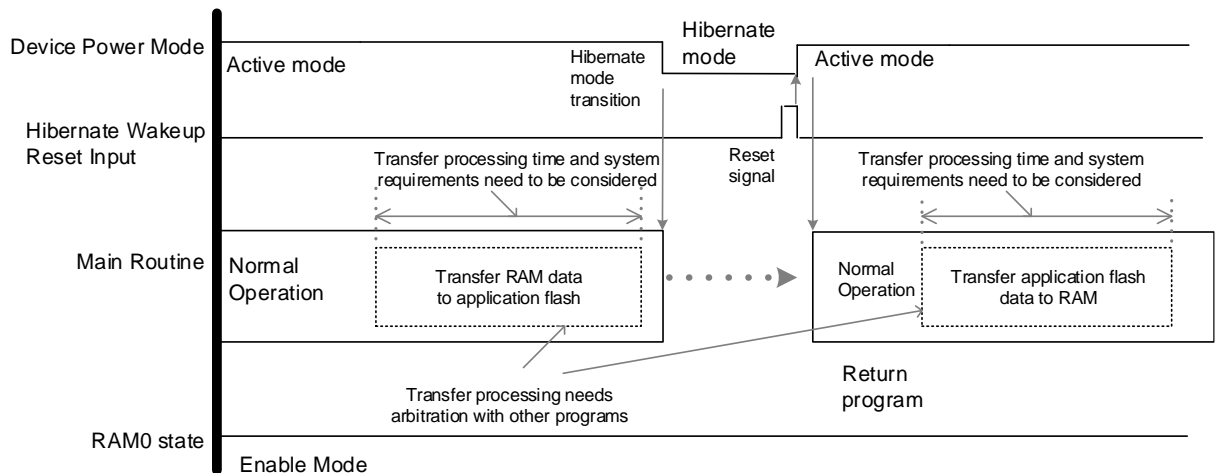 Device Power Mode
Active mode
Hibernate
mode
transition
Hibernate
mode
Active mode
Hibernate Wakeup
Reset Input
Reset
signal
Transfer processing time and system
requirements need to be considered
Transfer processing time and system
requirements need to be considered
Main Routine
Normal
Operation
Transfer RAM data
to application flash
Normal
Operation
Transfer application flash
data to RAM
Transfer processing needs
arbitration with other programs
Return
program
RAM0 state
Enable Mode